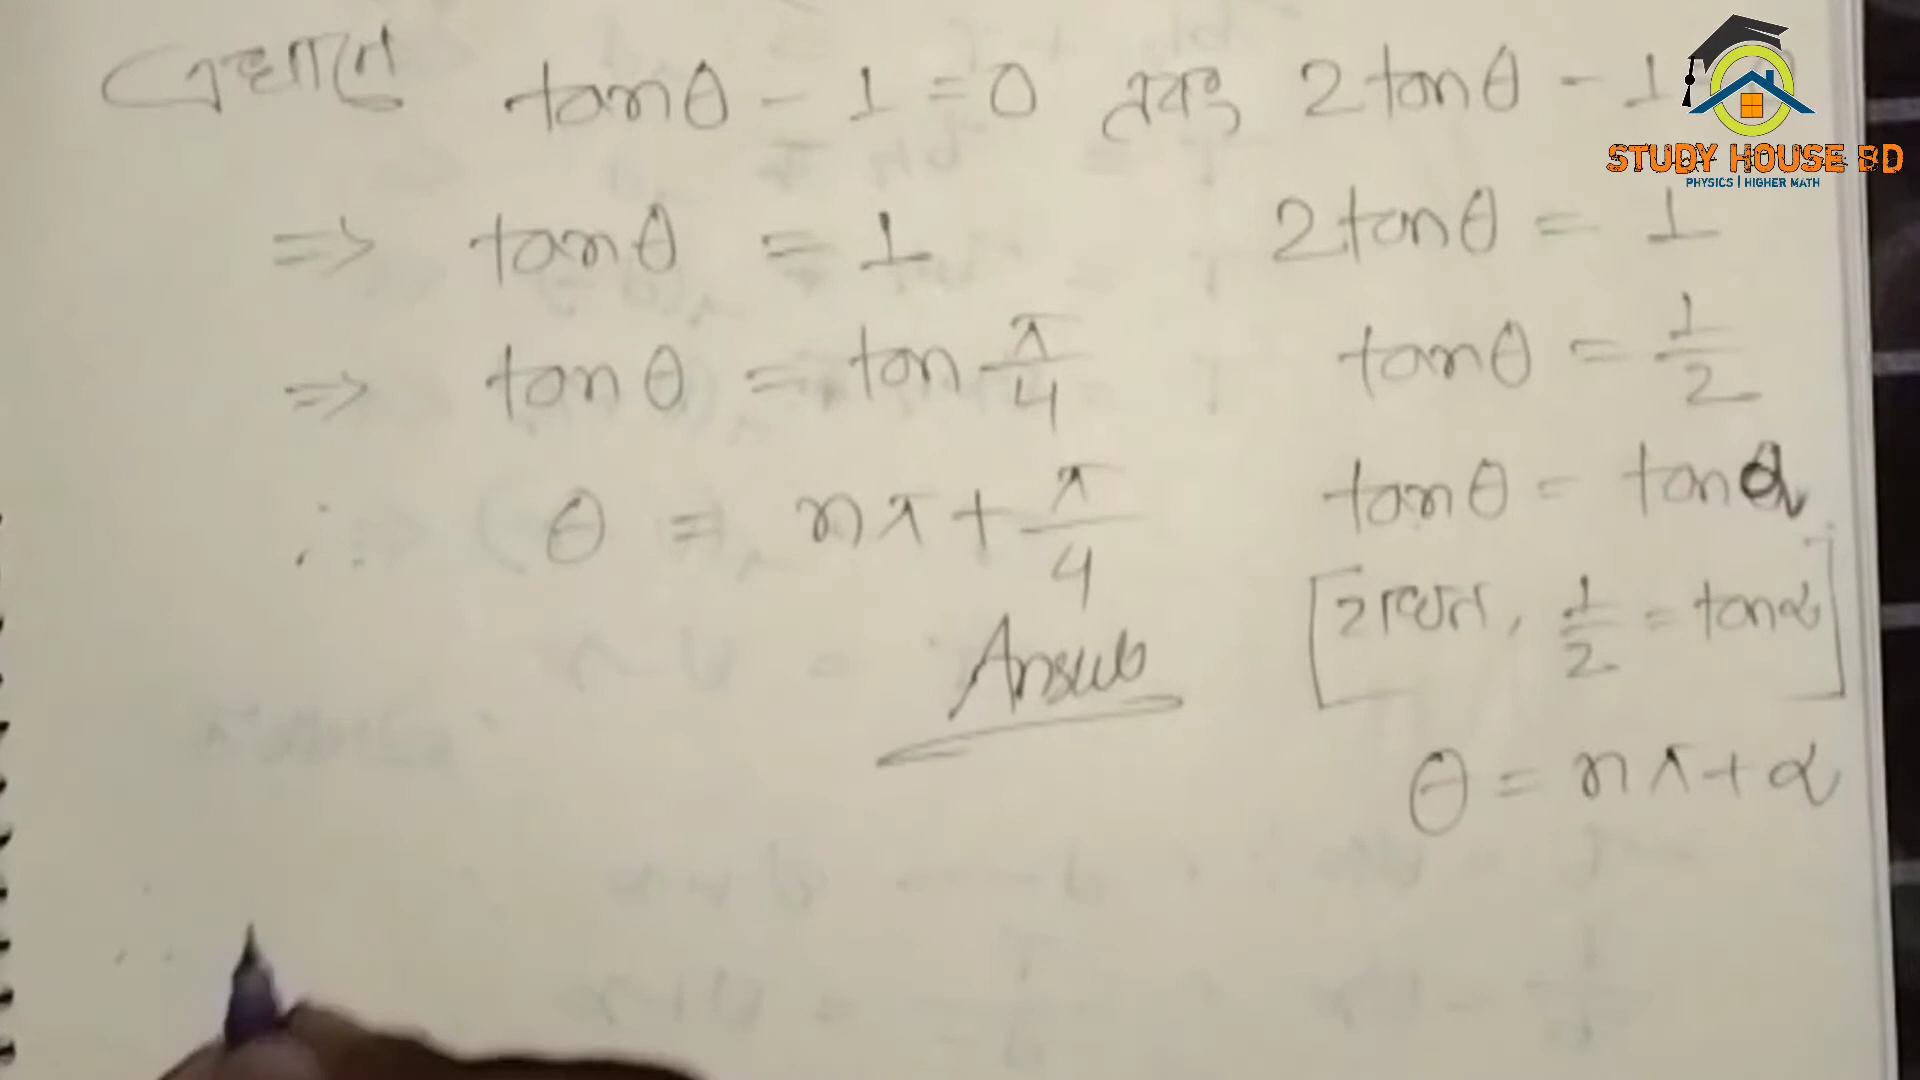 এখানে tanθ - 1 = 0 এবং 2tanθ - 1
⇒ tanθ = 1
2tanθ = 1
⇒ tanθ = tan π/4
tanθ = 1/2
∴ θ = nπ + π/4
tanθ = tanα
Answer
[যেখানে, 1/2 = tanα]
θ = nπ + α
STUDY HOUSE BD
PHYSICS | HIGHER MATH